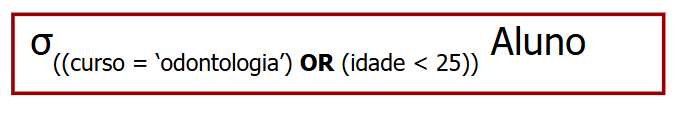 σ((curso = ‘odontologia’) OR (idade < 25)) Aluno